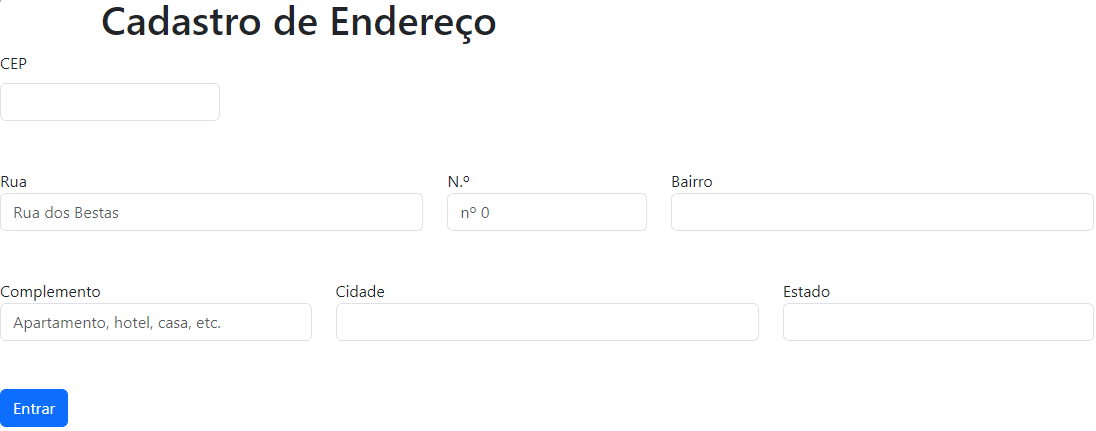 Cadastro de Endereço
CEP
Rua N.º Bairro
Rua dos Bestas nº 0
Complemento Cidade Estado
Apartamento, hotel, casa, etc.
Entrar